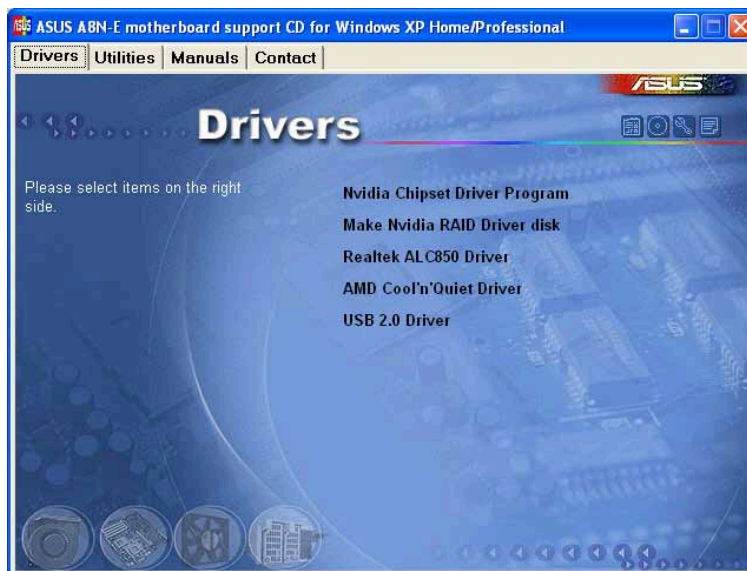 ASUS A8N-E motherboard support CD for Windows XP Home/Professional
Drivers Utilities Manuals Contact
ASUS
Drivers
Please select items on the right
side.
Nvidia Chipset Driver Program
Make Nvidia RAID Driver disk
Realtek ALC850 Driver
AMD Cool'n'Quiet Driver
USB 2.0 Driver